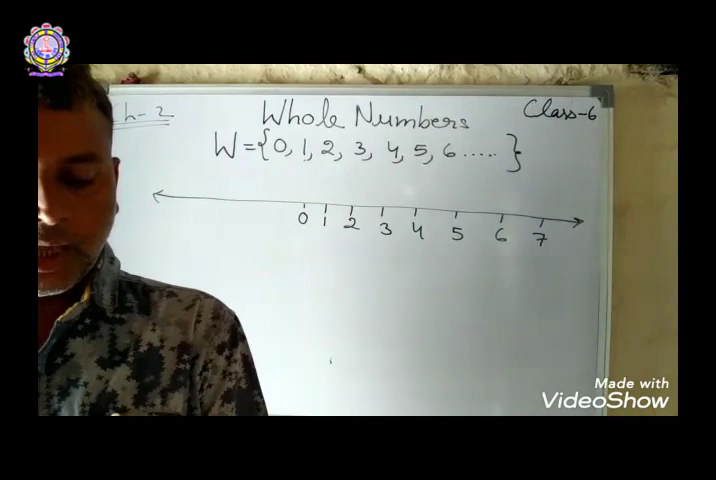 h-2 Whole Numbers Class-6
W={0, 1, 2, 3, 4, 5, 6.....}
0 1 2 3 4 5 6 7
Made with
VideoShow